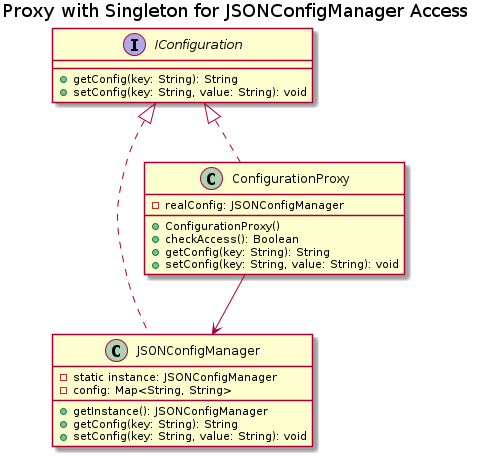 Proxy with Singleton for JSONConfigManager Access
I IConfiguration
getConfig(key: String): String
setConfig(key: String, value: String): void
C ConfigurationProxy
realConfig: JSONConfigManager
ConfigurationProxy()
checkAccess(): Boolean
getConfig(key: String): String
setConfig(key: String, value: String): void
C JSONConfigManager
static instance: JSONConfigManager
config: Map<String, String>
getInstance(): JSONConfigManager
getConfig(key: String): String
setConfig(key: String, value: String): void